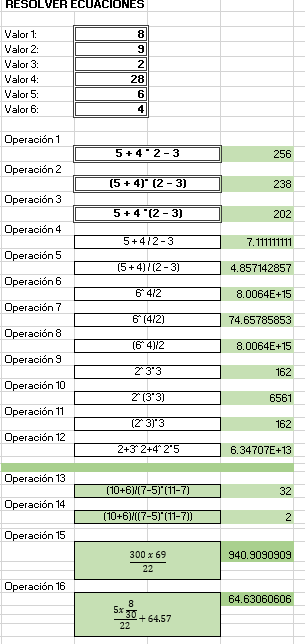 RESOLVER ECUACIONES
Valor 1: 8
Valor 2: 9
Valor 3: 2
Valor 4: 28
Valor 5: 6
Valor 6: 4
Operación 1
5 + 4 * 2 – 3 256
Operación 2
(5 + 4)* (2 – 3) 238
Operación 3
5 + 4 *(2 – 3) 202
Operación 4
5 + 4 / 2 – 3 7.111111111
Operación 5
(5 + 4) / (2 – 3) 4.857142857
Operación 6
6^ 4/2 8.0064E+15
Operación 7
6^ (4/2) 74.65785853
Operación 8
(6^ 4)/2 8.0064E+15
Operación 9
2^ 3*3 162
Operación 10
2^ (3*3) 6561
Operación 11
(2^ 3)*3 162
Operación 12
2+3^ 2+4^ 2*5 6.34707E+13
Operación 13
(10+6)/(7–5)*(11–7) 32
Operación 14
(10+6)/((7–5)*(11–7)) 2
Operación 15
300 x 69
22
940.9090909
Operación 16
64.63060606
5x 8
30
22 + 64.57